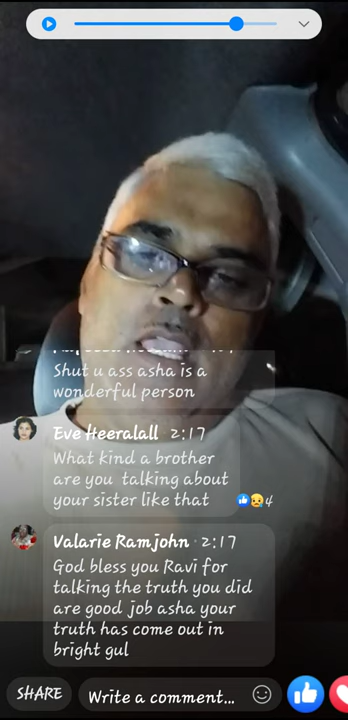 Shut u ass asha is a
wonderful person
Eve Heeralall · 2:17
What kind a brother
are you talking about
your sister like that
4
Valarie Ramjohn · 2:17
God bless you Ravi for
talking the truth you did
are good job asha your
truth has come out in
bright gul
SHARE
Write a comment...